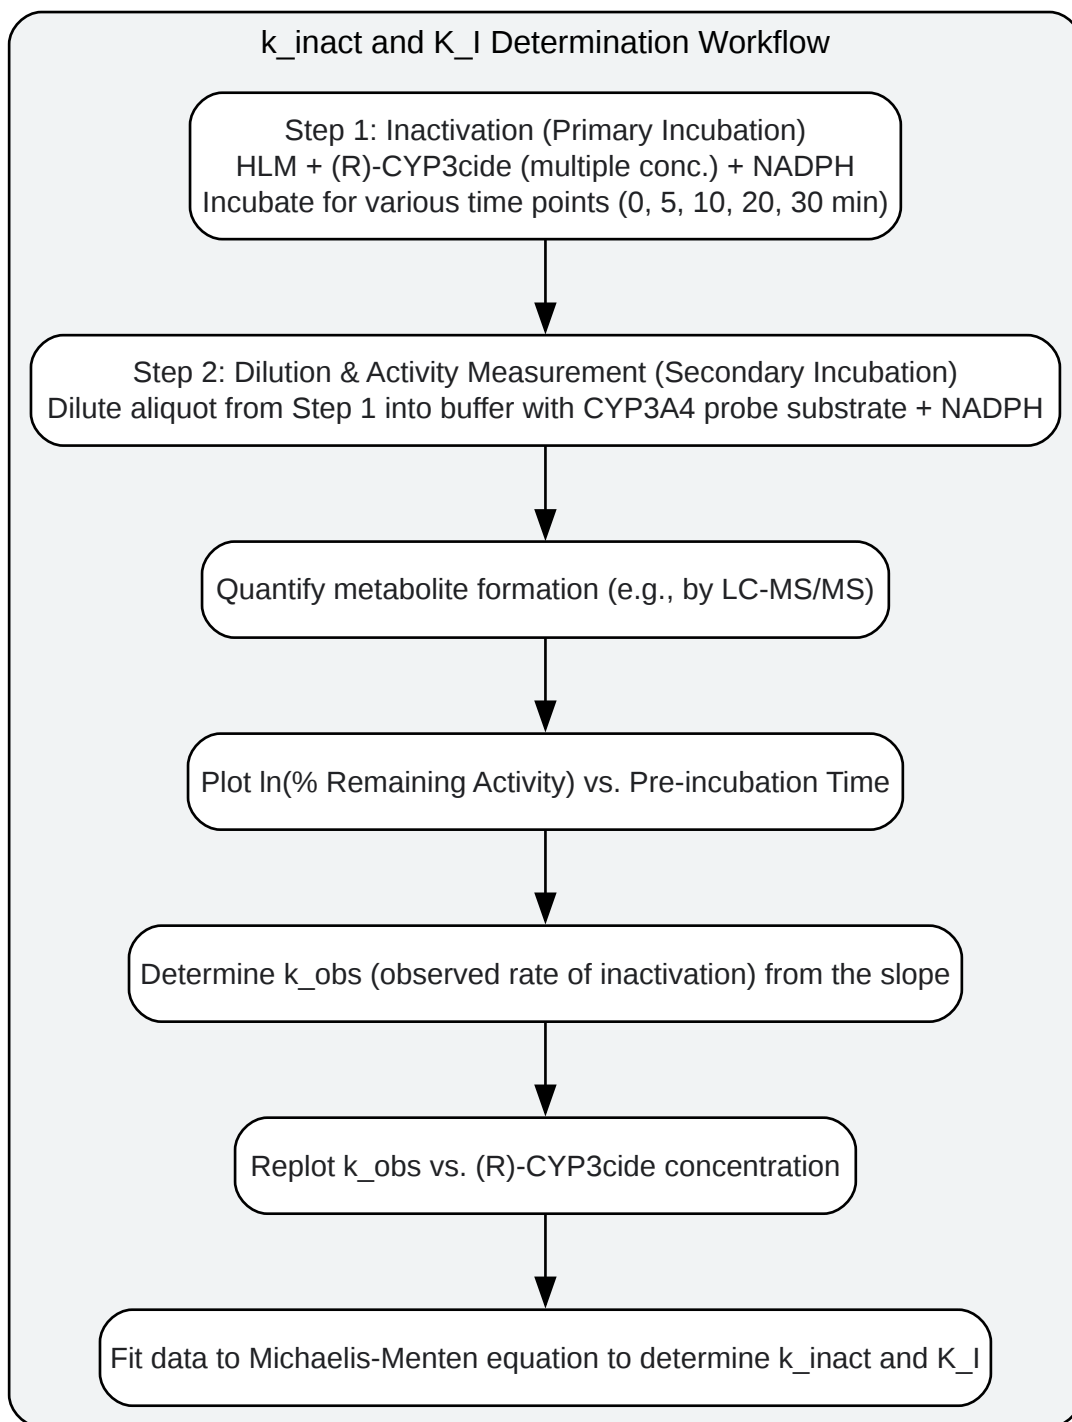 k_inact and K_I Determination Workflow
Step 1: Inactivation (Primary Incubation)
HLM + (R)-CYP3cide (multiple conc.) + NADPH
Incubate for various time points (0, 5, 10, 20, 30 min)
Step 2: Dilution & Activity Measurement (Secondary Incubation)
Dilute aliquot from Step 1 into buffer with CYP3A4 probe substrate + NADPH
Quantify metabolite formation (e.g., by LC-MS/MS)
Plot ln(% Remaining Activity) vs. Pre-incubation Time
Determine k_obs (observed rate of inactivation) from the slope
Replot k_obs vs. (R)-CYP3cide concentration
Fit data to Michaelis-Menten equation to determine k_inact and K_I